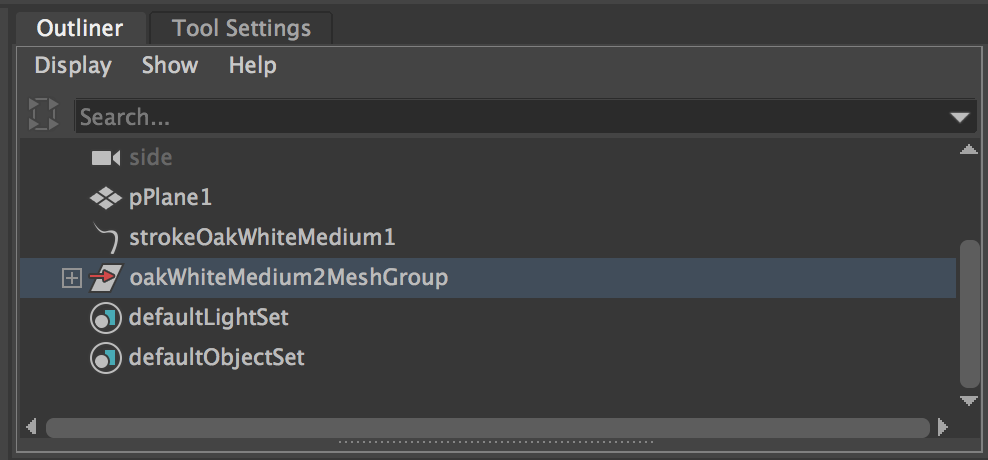 Outliner Tool Settings
Display Show Help
Search...
side
pPlane1
strokeOakWhiteMedium1
oakWhiteMedium2MeshGroup
defaultLightSet
defaultObjectSet